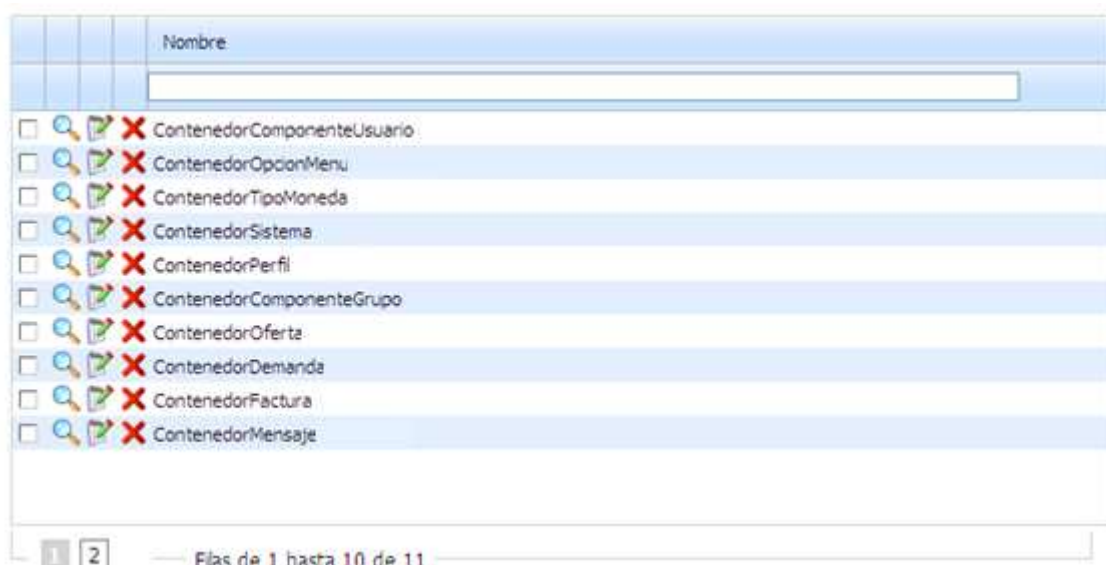 Nombre
ContenedorComponenteUsuario
ContenedorOpcionMenu
ContenedorTipoMoneda
ContenedorSistema
ContenedorPerfil
ContenedorComponenteGrupo
ContenedorOferta
ContenedorDemanda
ContenedorFactura
ContenedorMensaje
1 2 Filas de 1 hasta 10 de 11